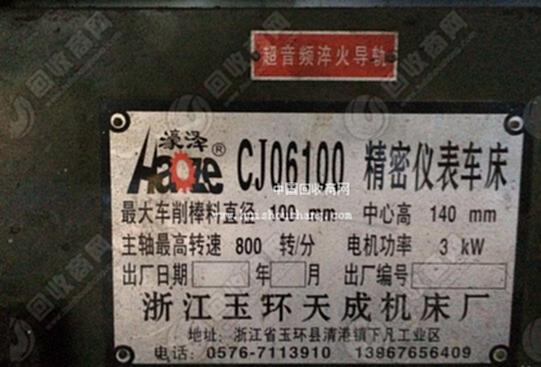 超音频淬火导轨
濠泽
Haoze® CJ06100 精密仪表车床
最大车削棒料直径 100 mm 中心高 140 mm
主轴最高转速 800 转/分 电机功率 3 kW
出厂日期 年 月 出厂编号
浙江玉环天成机床厂
地址：浙江省玉环县清港镇下凡工业区
电话：0576-7113910 13867656409
中国回收商网
回收商网